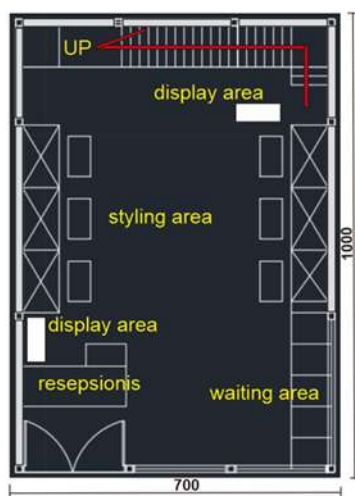 UP
display area
styling area
1000
display area
resepsionis
waiting area
700